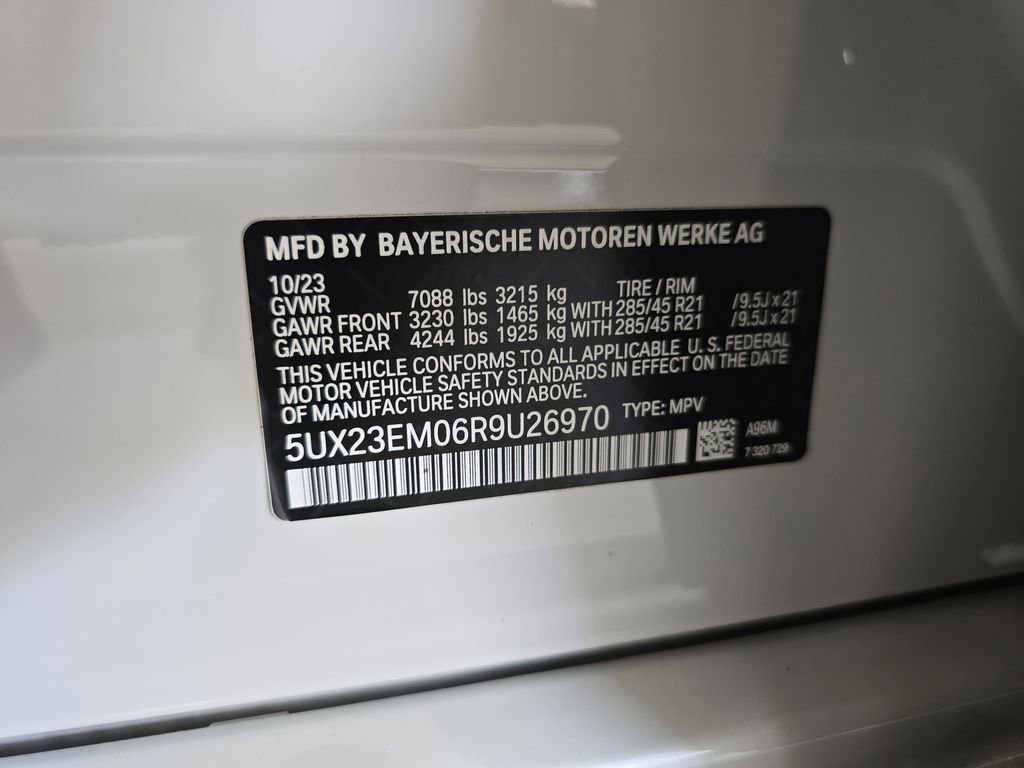 MFD BY BAYERISCHE MOTOREN WERKE AG
10/23 TIRE / RIM
GVWR 7088 lbs 3215 kg
GAWR FRONT 3230 lbs 1465 kg WITH 285/45 R21 / 9.5J x 21
GAWR REAR 4244 lbs 1925 kg WITH 285/45 R21 / 9.5J x 21
THIS VEHICLE CONFORMS TO ALL APPLICABLE U. S. FEDERAL
MOTOR VEHICLE SAFETY STANDARDS IN EFFECT ON THE DATE
OF MANUFACTURE SHOWN ABOVE.
5UX23EM06R9U26970 TYPE: MPV
A96M
7 320 729